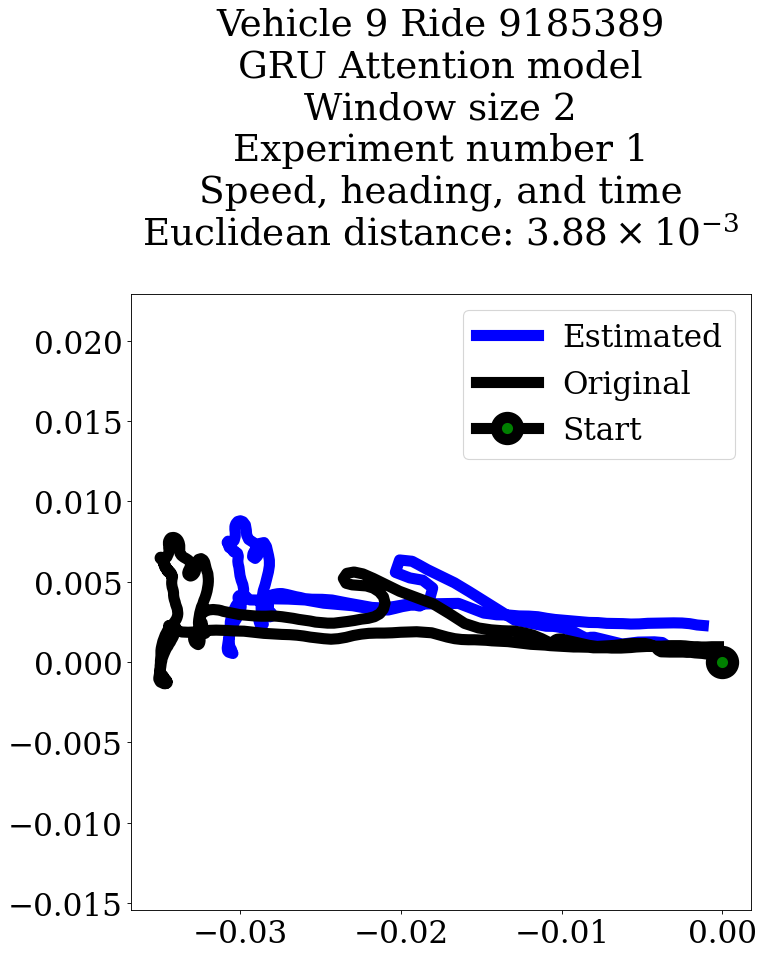 Vehicle 9 Ride 9185389
GRU Attention model
Window size 2
Experiment number 1
Speed, heading, and time
Euclidean distance: 3.88 × 10⁻³
Estimated
Original
Start
0.020
0.015
0.010
0.005
0.000
−0.005
−0.010
−0.015
−0.03 −0.02 −0.01 0.00